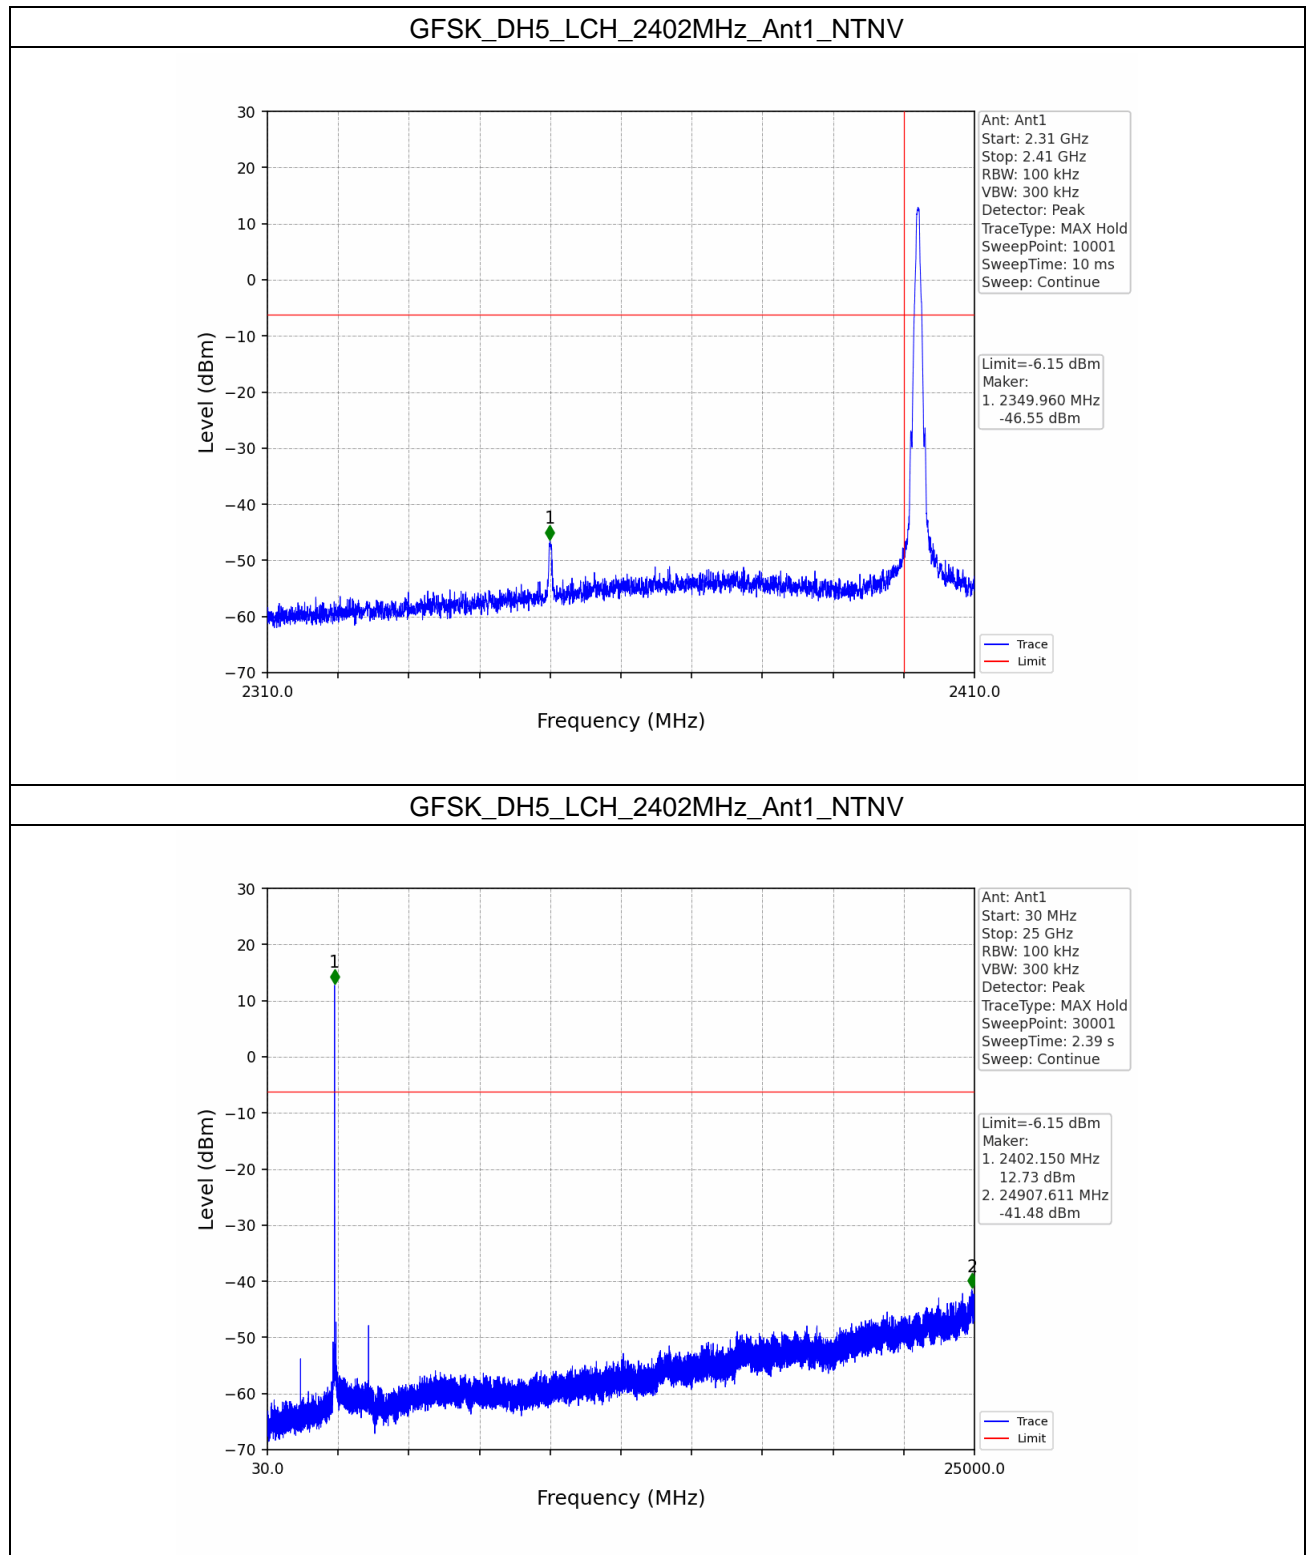 GFSK_DH5_LCH_2402MHz_Ant1_NTNV
30
20
10
0
−10
−20
−30
−40
−50
−60
−70
Level (dBm)
1
2310.0
2410.0
Frequency (MHz)
Ant: Ant1
Start: 2.31 GHz
Stop: 2.41 GHz
RBW: 100 kHz
VBW: 300 kHz
Detector: Peak
TraceType: MAX Hold
SweepPoint: 10001
SweepTime: 10 ms
Sweep: Continue
Limit=-6.15 dBm
Maker:
1. 2349.960 MHz
-46.55 dBm
Trace
Limit
GFSK_DH5_LCH_2402MHz_Ant1_NTNV
30
20
10
0
−10
−20
−30
−40
−50
−60
−70
Level (dBm)
1
2
30.0
25000.0
Frequency (MHz)
Ant: Ant1
Start: 30 MHz
Stop: 25 GHz
RBW: 100 kHz
VBW: 300 kHz
Detector: Peak
TraceType: MAX Hold
SweepPoint: 30001
SweepTime: 2.39 s
Sweep: Continue
Limit=-6.15 dBm
Maker:
1. 2402.150 MHz
12.73 dBm
2. 24907.611 MHz
-41.48 dBm
Trace
Limit